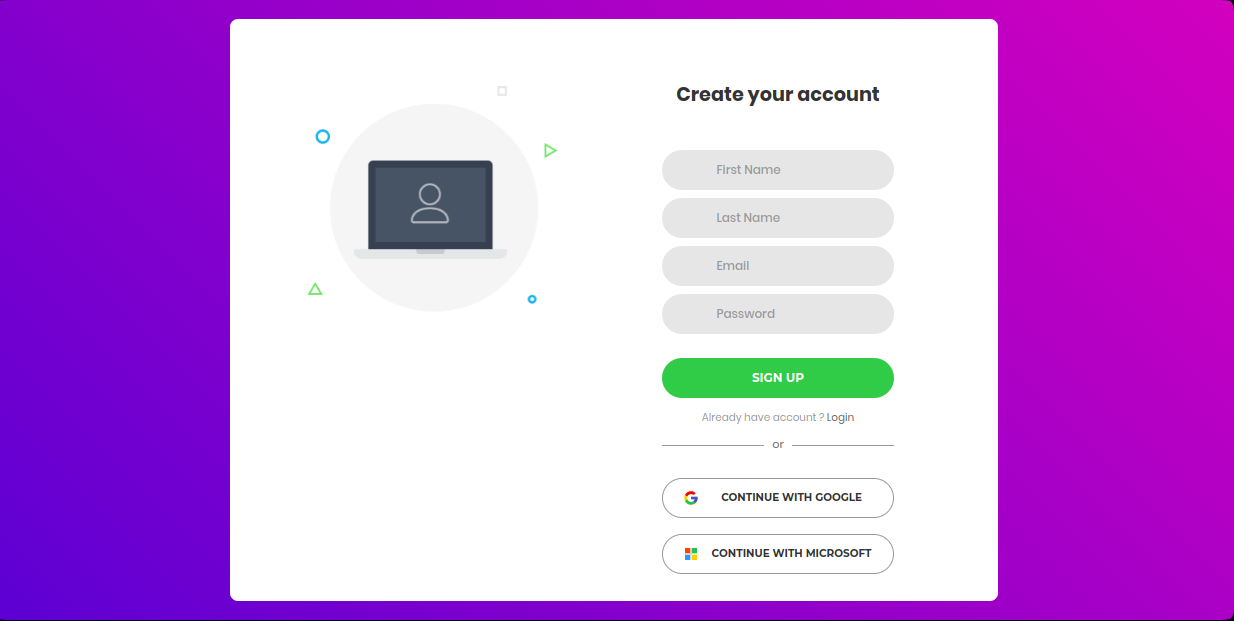 Create your account
First Name
Last Name
Email
Password
SIGN UP
Already have account ? Login
or
CONTINUE WITH GOOGLE
CONTINUE WITH MICROSOFT